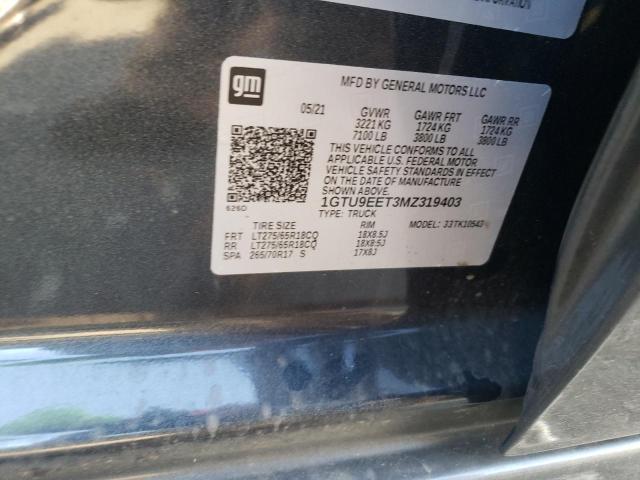 gm
MFD BY GENERAL MOTORS LLC
05/21 GVWR GAWR FRT GAWR RR
3221 KG 1724 KG 1724 KG
7100 LB 3800 LB 3800 LB
THIS VEHICLE CONFORMS TO ALL
APPLICABLE U.S. FEDERAL MOTOR
VEHICLE SAFETY STANDARDS IN EFFECT
ON THE DATE OF MANUFACTURE
SHOWN ABOVE.
1GTU9EET3MZ319403
626D TYPE: TRUCK MODEL: 33TK10543
TIRE SIZE RIM
FRT LT275/65R18CQ 18X8.5J
RR LT275/65R18CQ 18X8.5J
SPA 265/70R17 S 17X8J